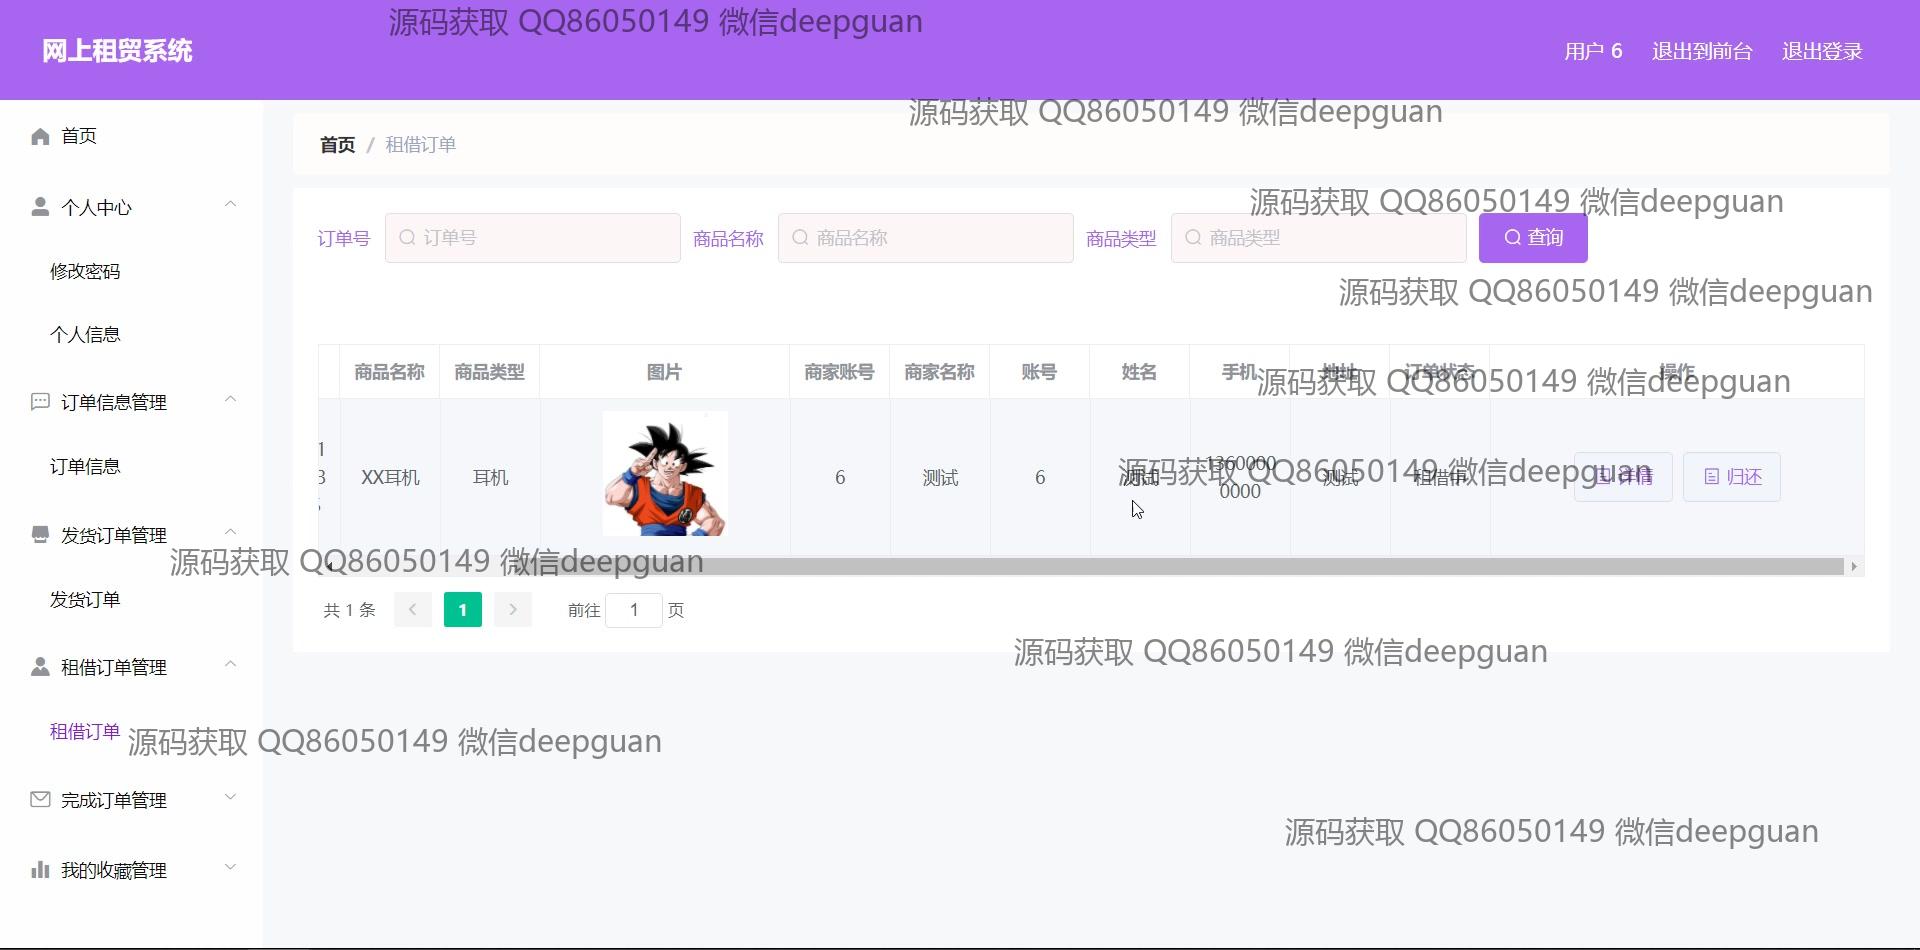 源码获取 QQ86050149 微信deepguan
网上租贸系统
用户 6 退出到前台 退出登录
源码获取 QQ86050149 微信deepguan
首页
首页 / 租借订单
源码获取 QQ86050149 微信deepguan
个人中心
订单号 订单号 商品名称 商品名称 商品类型 商品类型 查询
修改密码
源码获取 QQ86050149 微信deepguan
个人信息
商品名称 商品类型 图片 商家账号 商家名称 账号 姓名 手机 地址 订单状态 操作
源码获取 QQ86050149 微信deepguan
订单信息管理
订单信息
1
3
XX耳机 耳机 6 测试 6 测试 1360000 测试 租借中 详情 归还
0000
源码获取 QQ86050149 微信deepguan
发货订单管理
源码获取 QQ86050149 微信deepguan
发货订单
共 1 条 1 前往 1 页
源码获取 QQ86050149 微信deepguan
租借订单管理
租借订单
源码获取 QQ86050149 微信deepguan
完成订单管理
源码获取 QQ86050149 微信deepguan
我的收藏管理